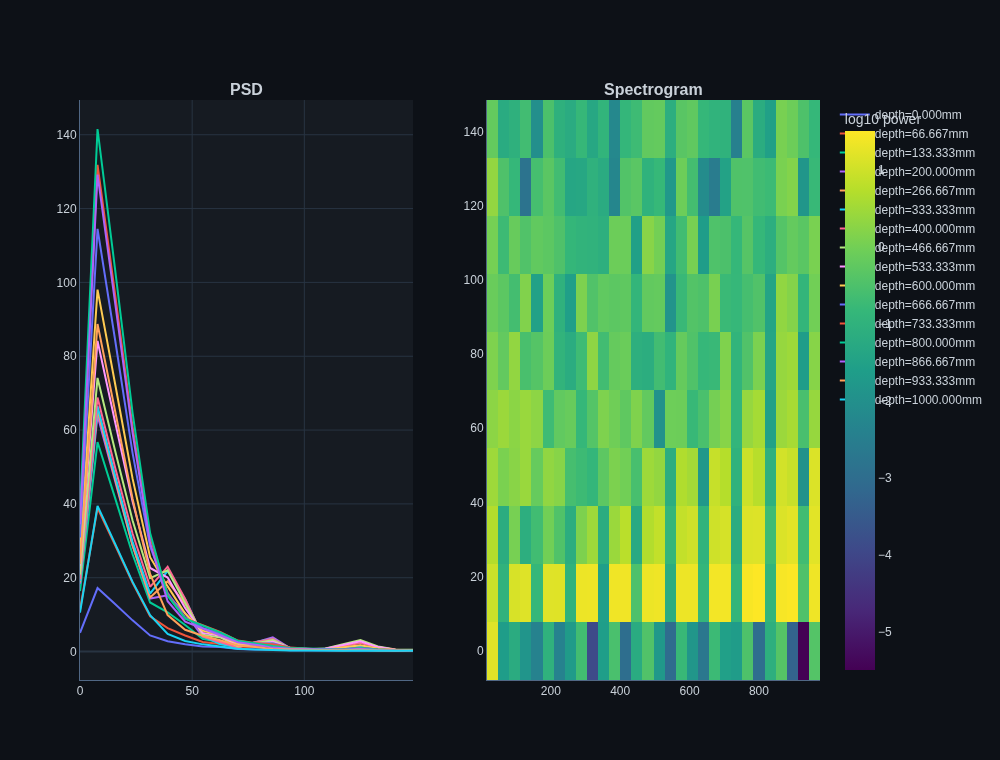 PSD
Spectrogram
140
120
100
80
60
40
20
0
0
50
100
140
120
100
80
60
40
20
0
200
400
600
800
log10 power
depth=0.000mm
depth=66.667mm
depth=133.333mm
depth=200.000mm
depth=266.667mm
depth=333.333mm
depth=400.000mm
depth=466.667mm
depth=533.333mm
depth=600.000mm
depth=666.667mm
depth=733.333mm
depth=800.000mm
depth=866.667mm
depth=933.333mm
depth=1000.000mm
1
0
−1
−2
−3
−4
−5